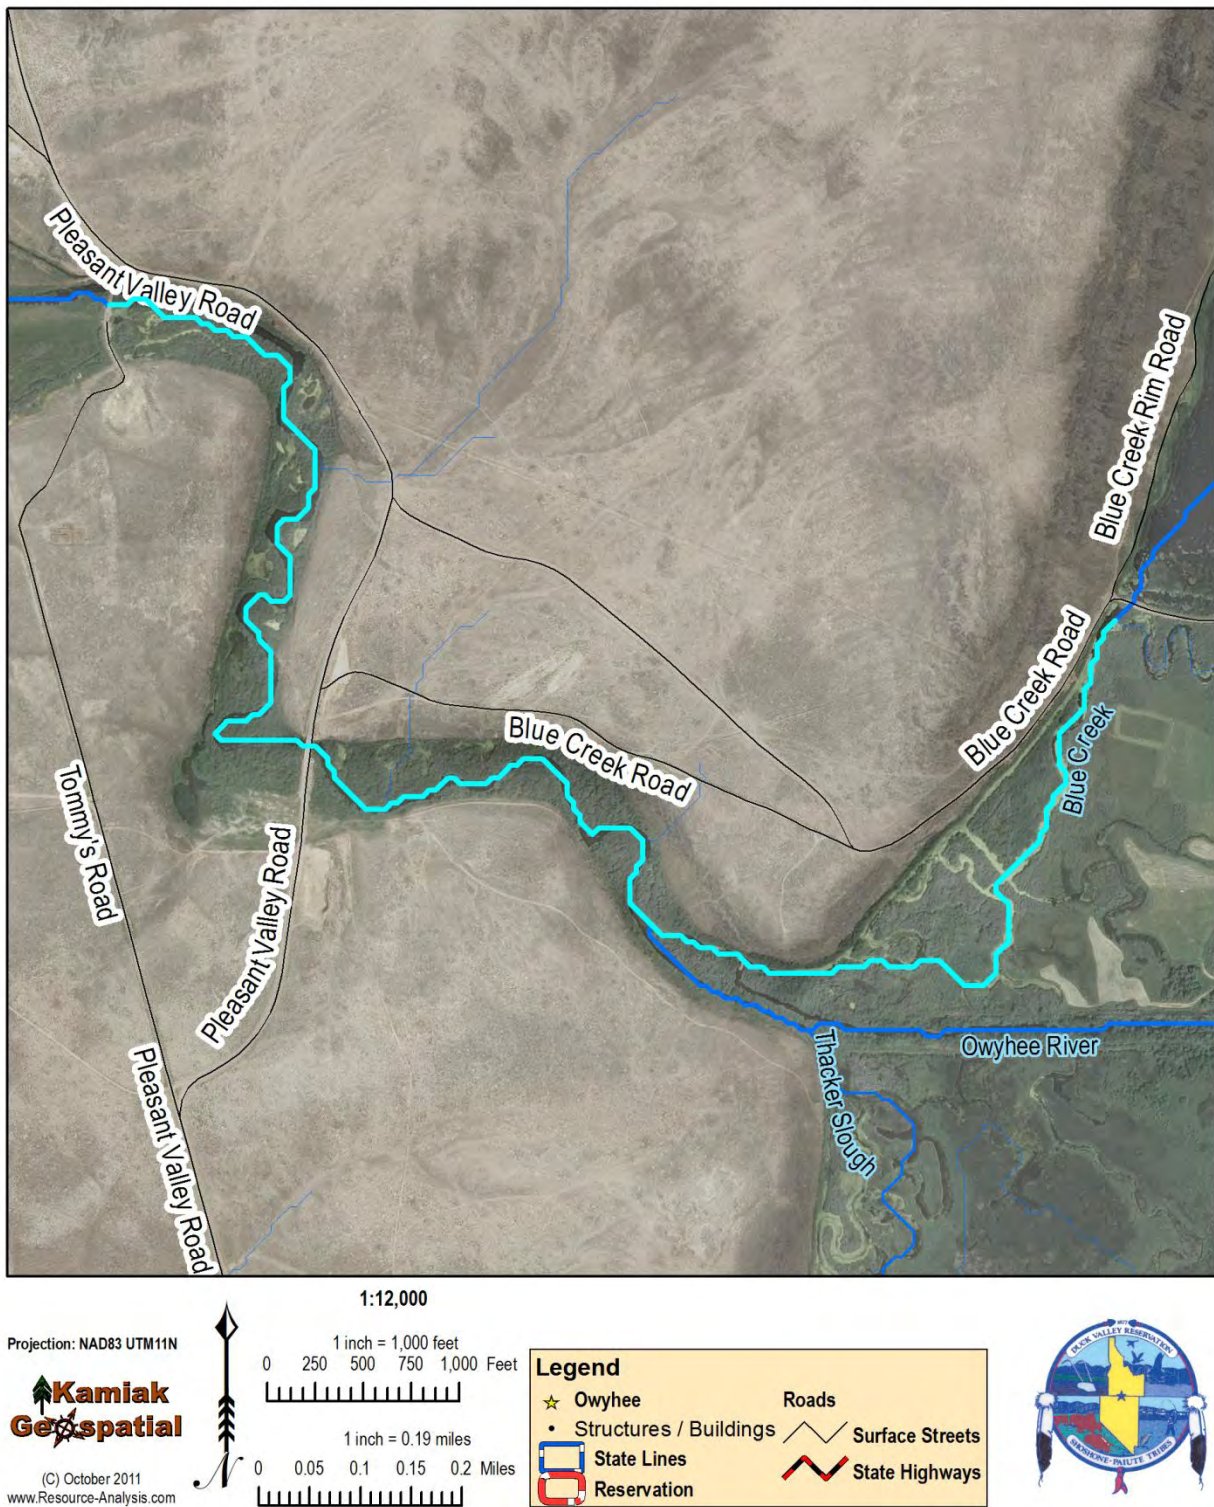 Pleasant Valley Road
Blue Creek Rim Road
Blue Creek Road
Blue Creek
Blue Creek Road
Tommy's Road
Pleasant Valley Road
Owyhee River
Thacker Slough
Pleasant Valley Road
1:12,000
Projection: NAD83 UTM11N
1 inch = 1,000 feet
0 250 500 750 1,000 Feet
Kamiak
Geospatial
1 inch = 0.19 miles
0 0.05 0.1 0.15 0.2 Miles
N
(C) October 2011
www.Resource-Analysis.com
Legend
Owyhee
Structures / Buildings
State Lines
Reservation
Roads
Surface Streets
State Highways
DUCK VALLEY RESERVATION
SHOSHONE-PAIUTE TRIBES